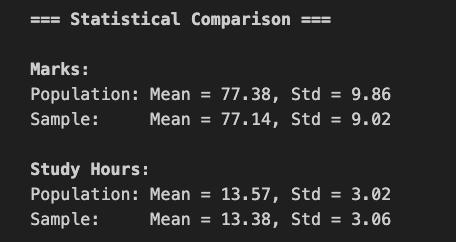 === Statistical Comparison ===
Marks:
Population: Mean = 77.38, Std = 9.86
Sample:     Mean = 77.14, Std = 9.02
Study Hours:
Population: Mean = 13.57, Std = 3.02
Sample:     Mean = 13.38, Std = 3.06